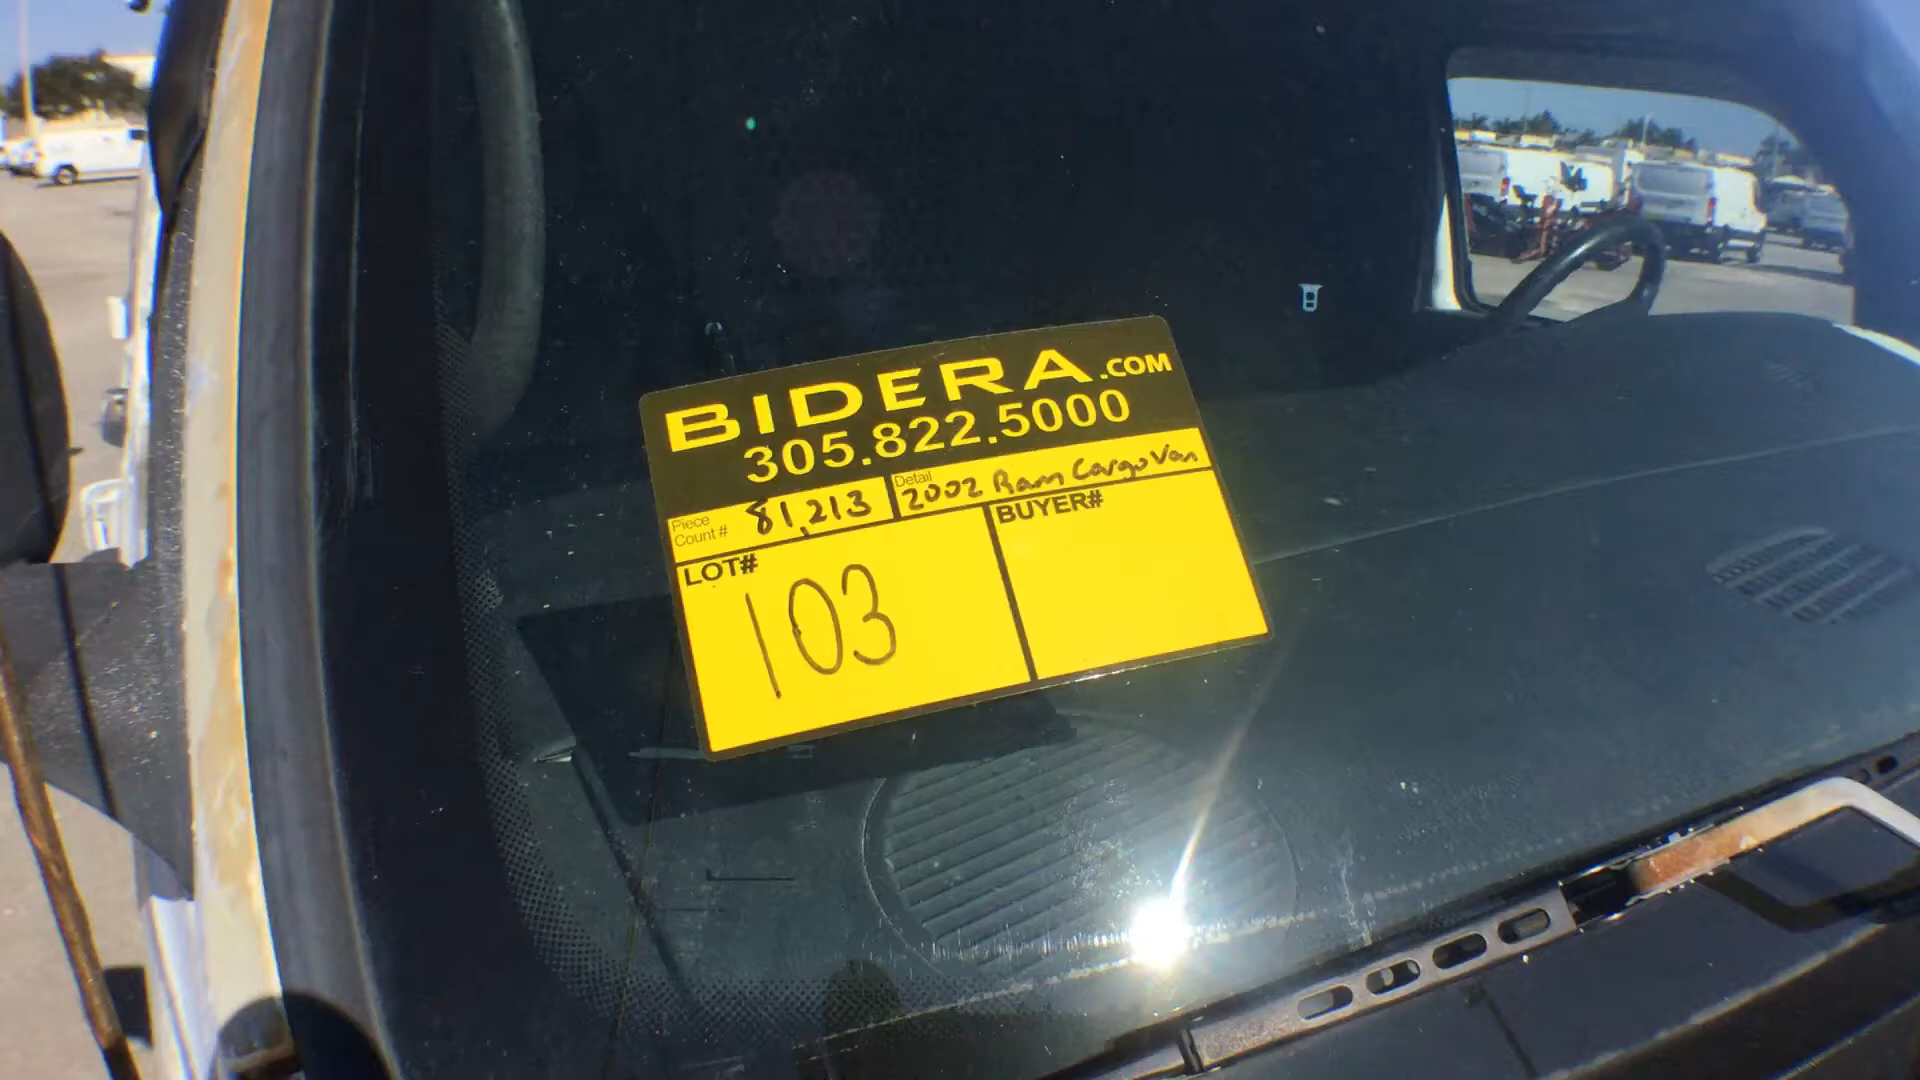 BIDERA.COM
305.822.5000
Piece Count # 81,213
Detail 2002 Ram Cargo Van
LOT# 103
BUYER#